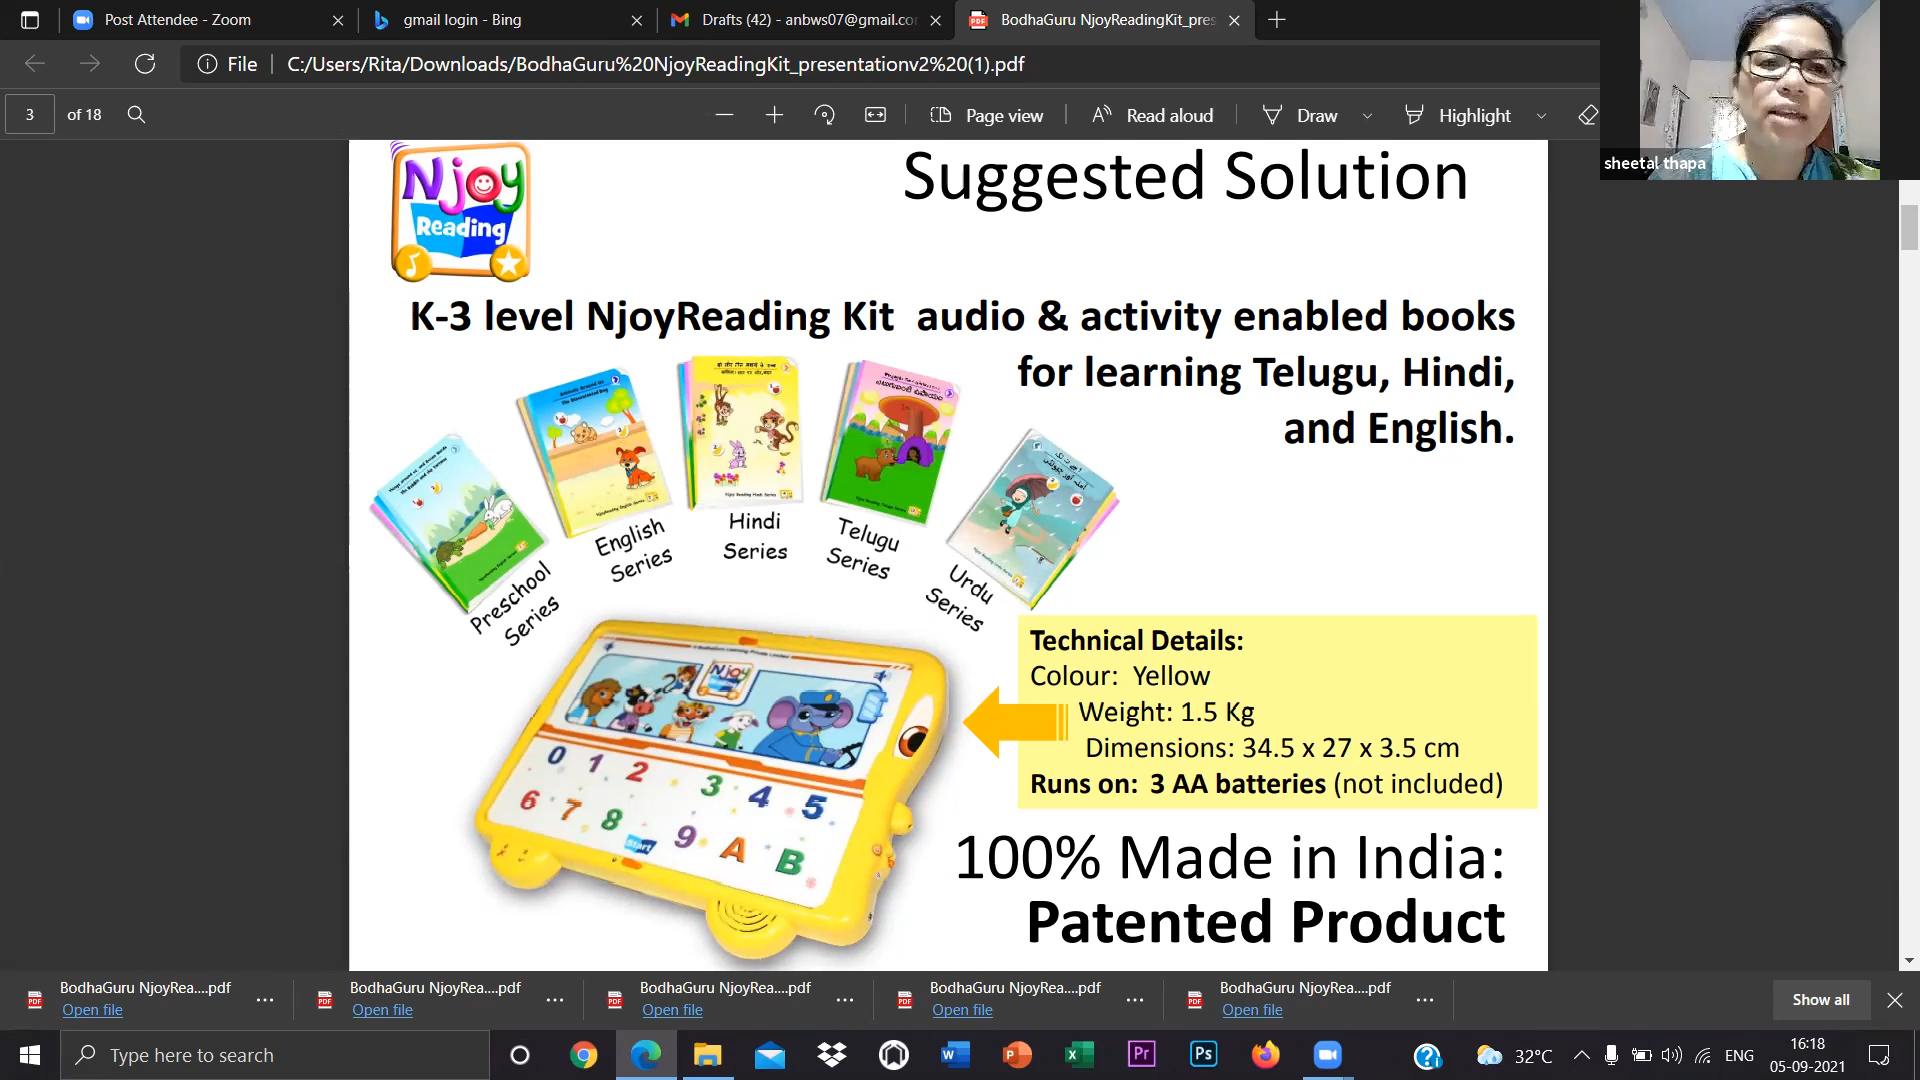 Post Attendee - Zoom
gmail login - Bing
Drafts (42) - anbws07@gmail.co
BodhaGuru NjoyReadingKit_pres
File
C:/Users/Rita/Downloads/BodhaGuru%20NjoyReadingKit_presentationv2%20(1).pdf
3 of 18
Page view
Read aloud
Draw
Highlight
sheetal thapa
Njoy
Reading
Suggested Solution
K-3 level NjoyReading Kit audio & activity enabled books
for learning Telugu, Hindi,
and English.
Preschool
Series
English
Series
Hindi
Series
Telugu
Series
Urdu
Series
Technical Details:
Colour: Yellow
Weight: 1.5 Kg
Dimensions: 34.5 x 27 x 3.5 cm
Runs on: 3 AA batteries (not included)
Njoy
0 1 2 3 4 5
6 7 8 9 A B
Start
100% Made in India:
Patented Product
BodhaGuru NjoyRea....pdf
Open file
BodhaGuru NjoyRea....pdf
Open file
BodhaGuru NjoyRea....pdf
Open file
BodhaGuru NjoyRea....pdf
Open file
BodhaGuru NjoyRea....pdf
Open file
Show all
Type here to search
32°C
ENG
16:18
05-09-2021